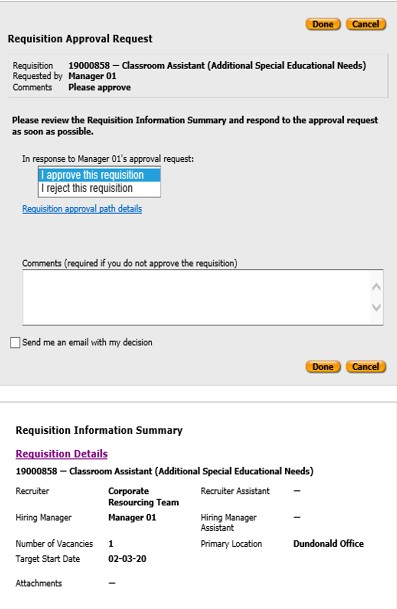 Done Cancel
Requisition Approval Request
Requisition 19000858 — Classroom Assistant (Additional Special Educational Needs)
Requested by Manager 01
Comments Please approve
Please review the Requisition Information Summary and respond to the approval request
as soon as possible.
In response to Manager 01's approval request:
I approve this requisition
I reject this requisition
Requisition approval path details
Comments (required if you do not approve the requisition)
Send me an email with my decision
Done Cancel
Requisition Information Summary
Requisition Details
19000858 — Classroom Assistant (Additional Special Educational Needs)
Recruiter Corporate Recruiter Assistant —
Resourcing Team
Hiring Manager Manager 01 Hiring Manager —
Assistant
Number of Vacancies 1 Primary Location Dundonald Office
Target Start Date 02-03-20
Attachments —